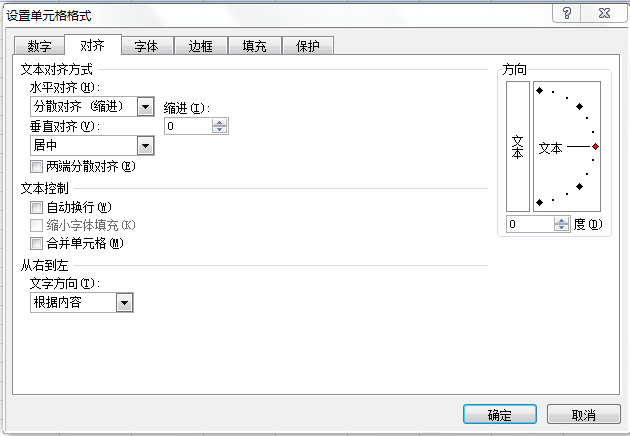 设置单元格格式
数字 对齐 字体 边框 填充 保护
文本对齐方式
水平对齐(H):
分散对齐 (缩进)
缩进(I):
0
垂直对齐(V):
居中
两端分散对齐(E)
文本控制
自动换行(W)
缩小字体填充(K)
合并单元格(M)
从右到左
文字方向(T):
根据内容
方向
文本
文本
0 度(D)
确定 取消